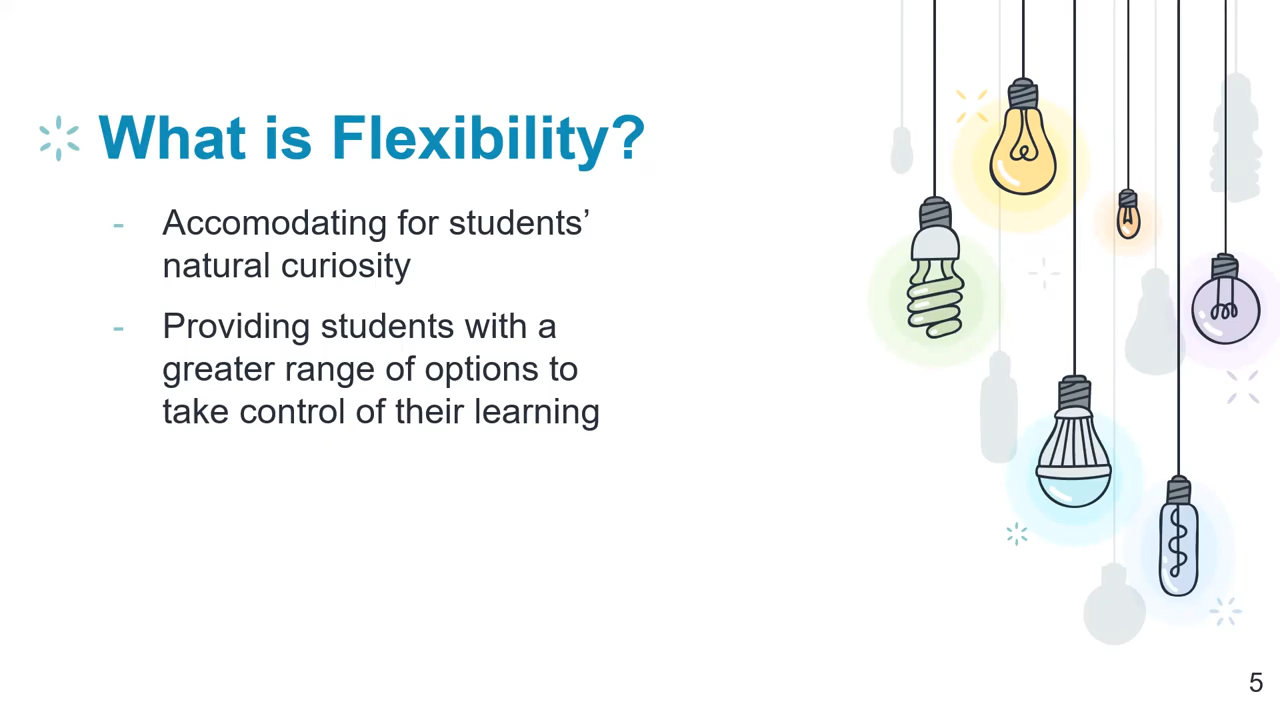 What is Flexibility?
- Accomodating for students’
natural curiosity
- Providing students with a
greater range of options to
take control of their learning
5